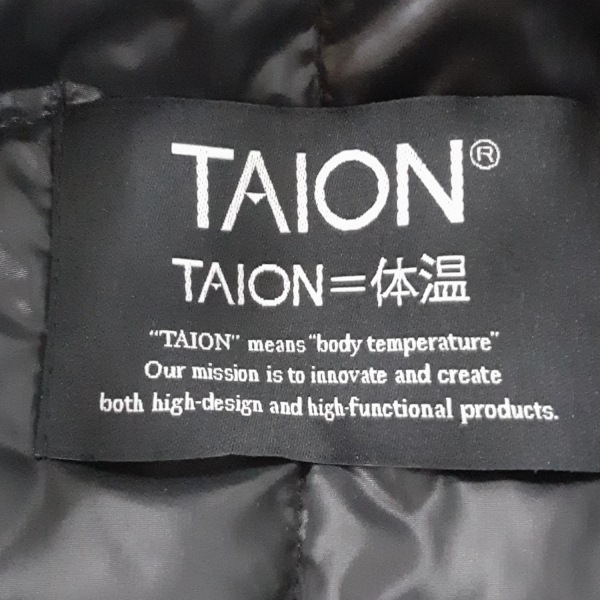 TAION®
TAION=体温
"TAION" means "body temperature"
Our mission is to innovate and create
both high-design and high-functional products.